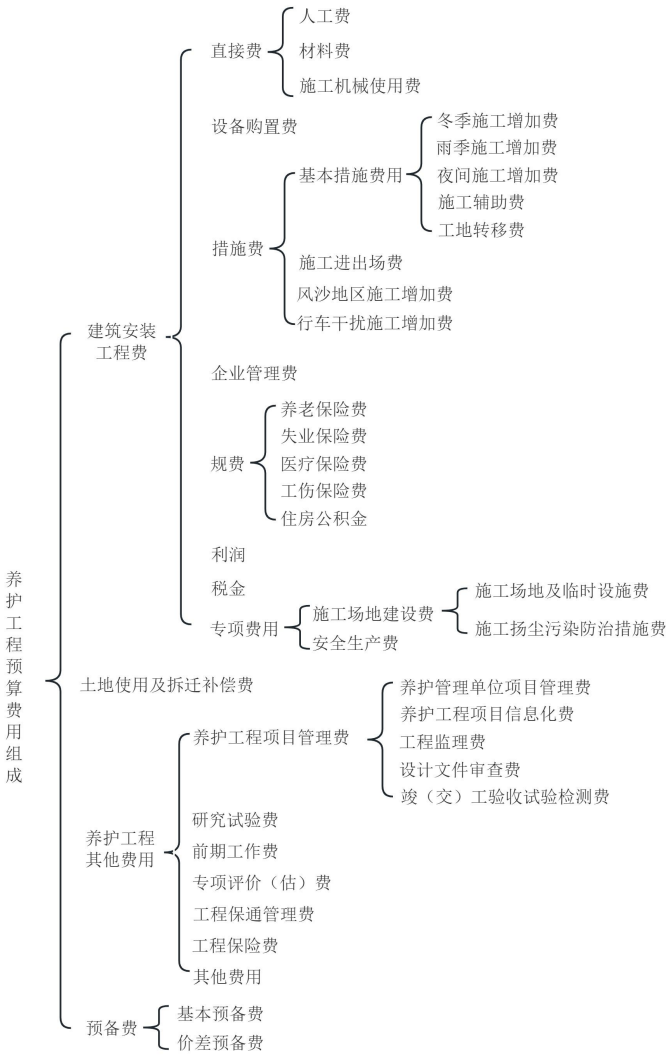 养护工程预算费用组成
建筑安装
工程费
直接费
人工费
材料费
施工机械使用费
设备购置费
措施费
基本措施费用
冬季施工增加费
雨季施工增加费
夜间施工增加费
施工辅助费
工地转移费
施工进出场费
风沙地区施工增加费
行车干扰施工增加费
企业管理费
规费
养老保险费
失业保险费
医疗保险费
工伤保险费
住房公积金
利润
税金
专项费用
施工场地建设费
施工场地及临时设施费
施工扬尘污染防治措施费
安全生产费
土地使用及拆迁补偿费
养护工程
其他费用
养护工程项目管理费
养护管理单位项目管理费
养护工程项目信息化费
工程监理费
设计文件审查费
竣（交）工验收试验检测费
研究试验费
前期工作费
专项评价（估）费
工程保通管理费
工程保险费
其他费用
预备费
基本预备费
价差预备费